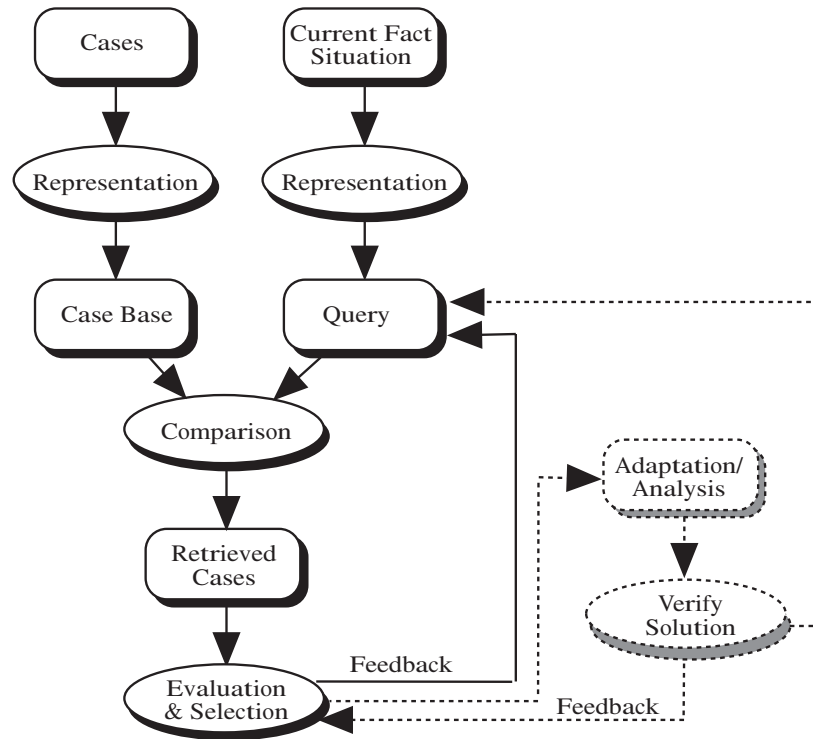 Cases
Current Fact
Situation
Representation
Representation
Case Base
Query
Comparison
Adaptation/
Analysis
Retrieved
Cases
Verify
Solution
Feedback
Evaluation
& Selection
Feedback